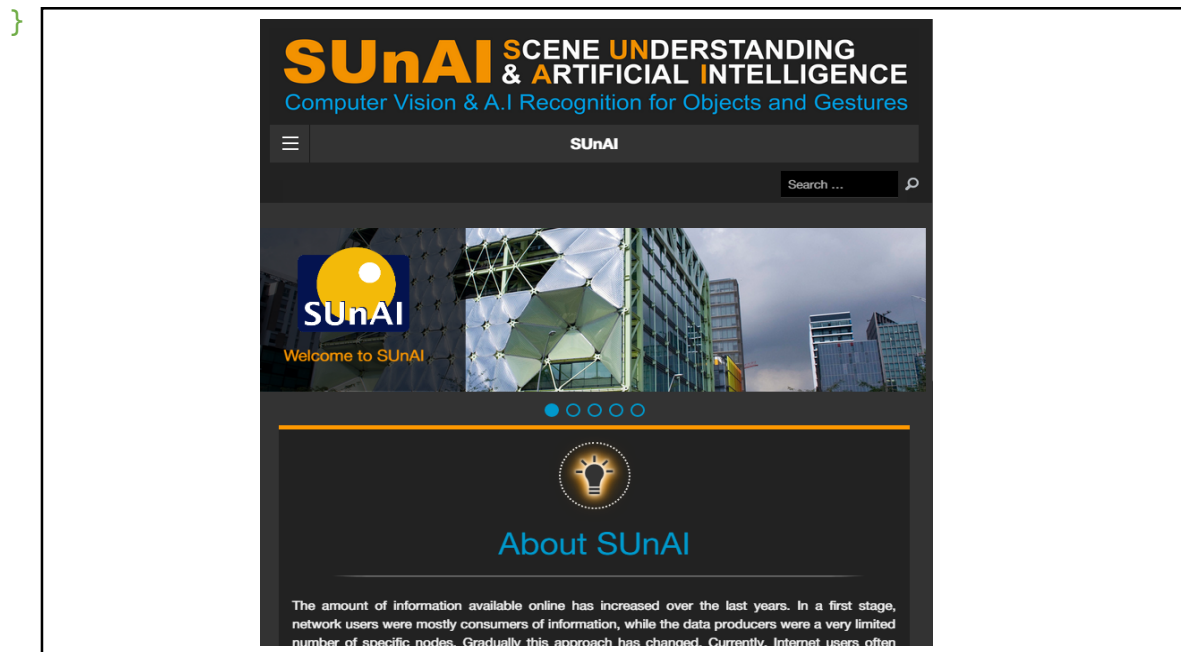 }
SUnAI SCENE UNDERSTANDING
& ARTIFICIAL INTELLIGENCE
Computer Vision & A.I Recognition for Objects and Gestures
SUnAI
Search ...
SUnAI
Welcome to SUnAI
About SUnAI
The amount of information available online has increased over the last years. In a first stage,
network users were mostly consumers of information, while the data producers were a very limited
number of specific nodes. Gradually this approach has changed. Currently, Internet users often